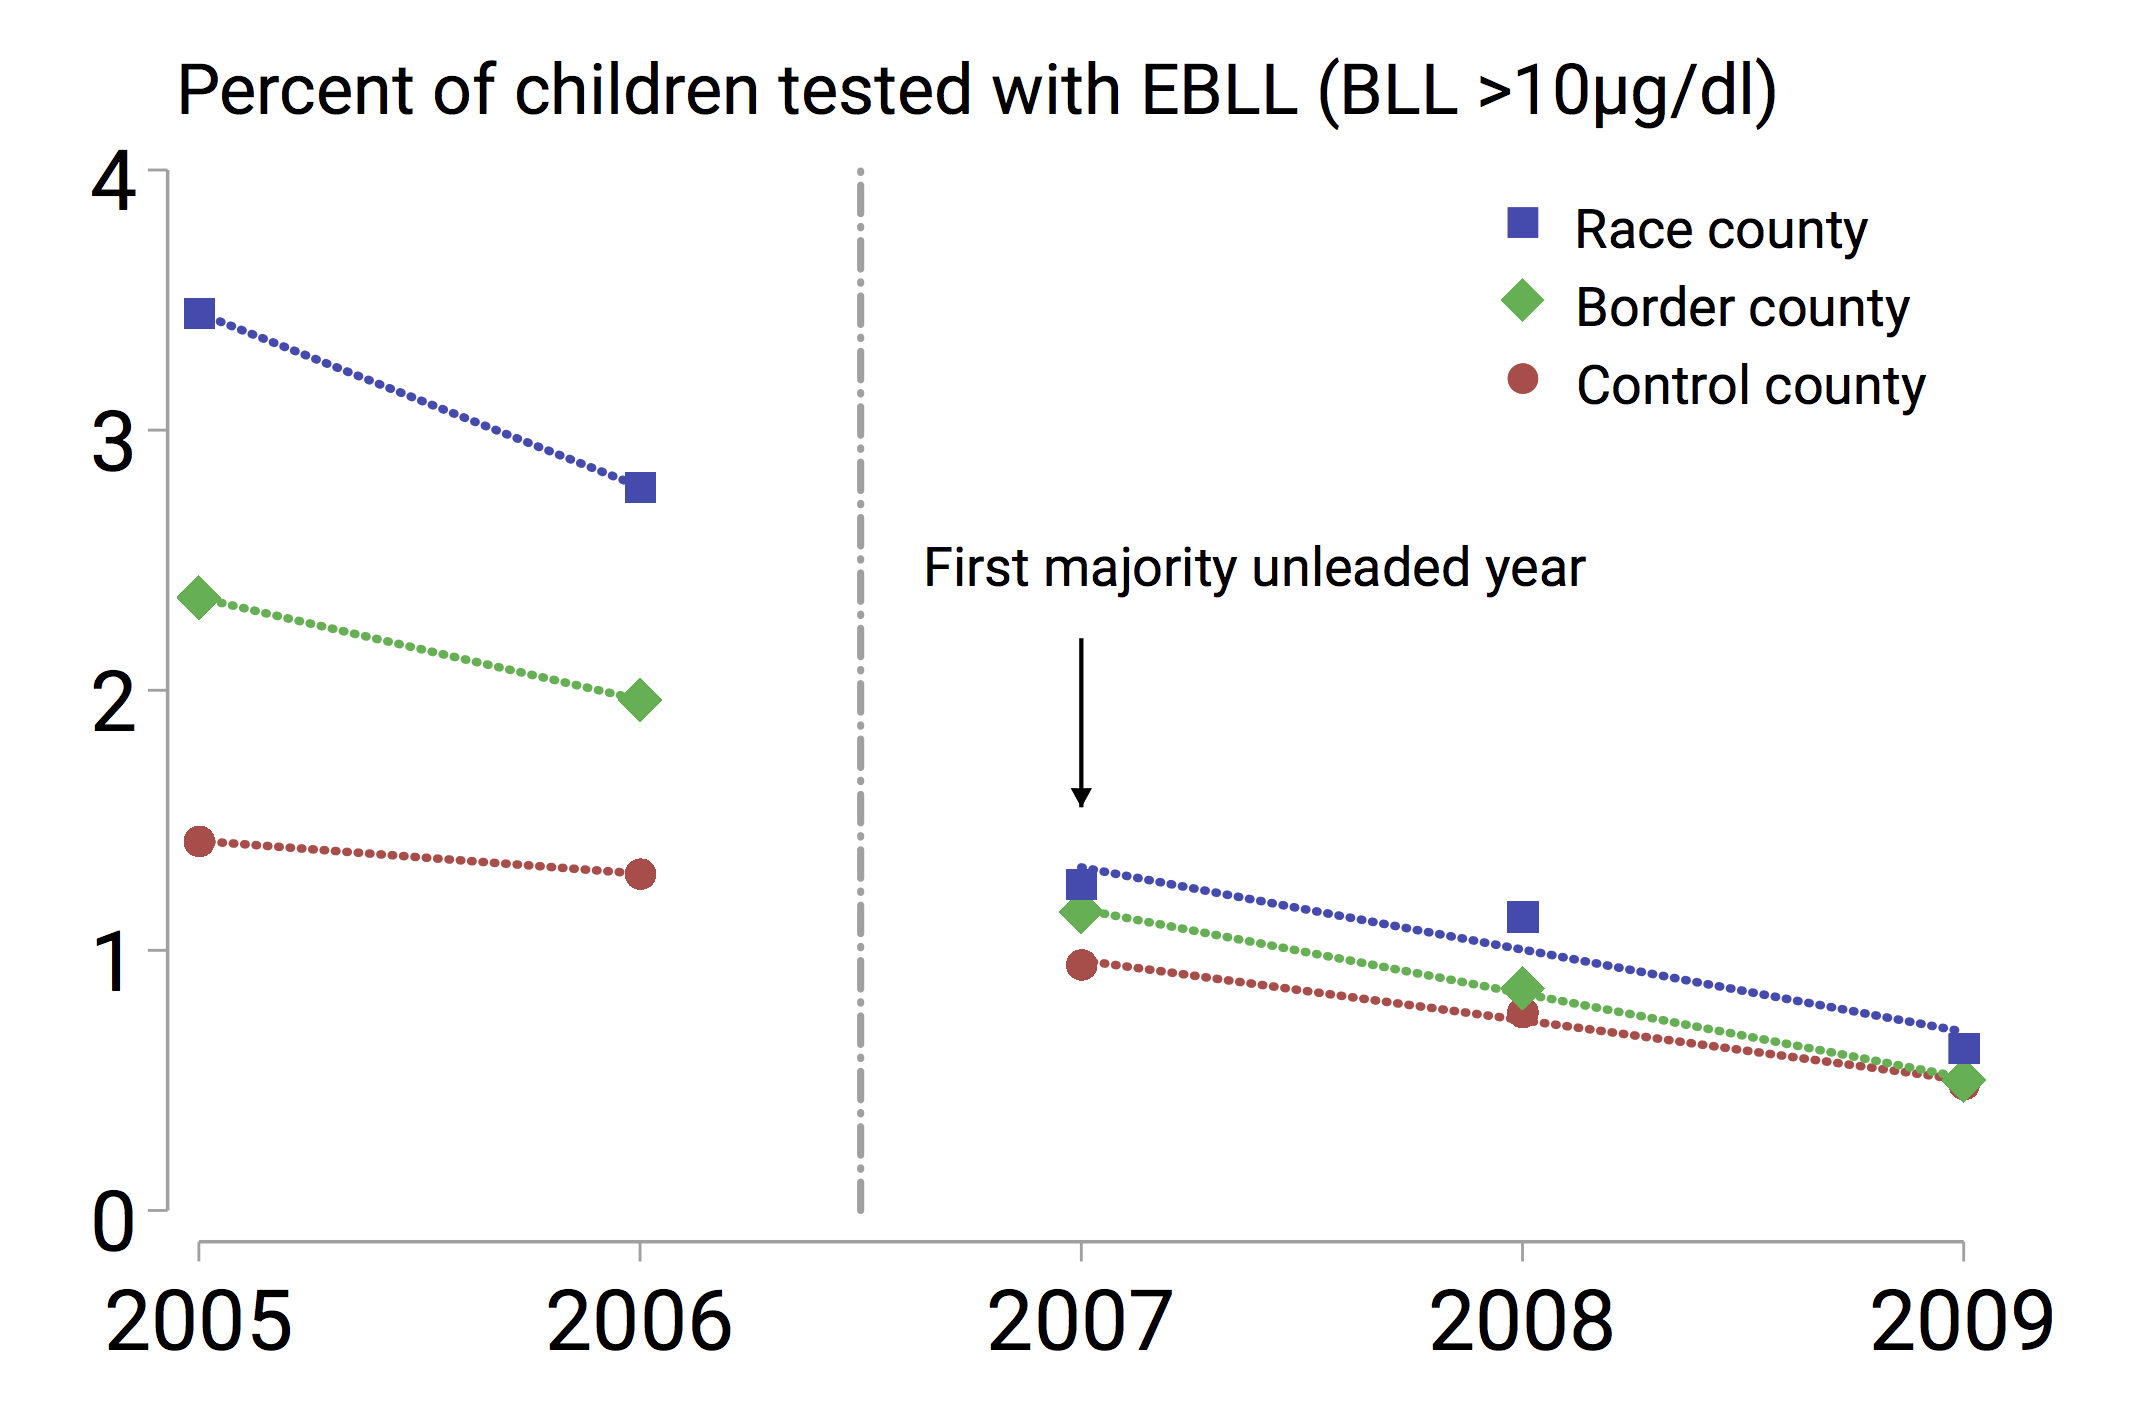 Percent of children tested with EBLL (BLL >10µg/dl)
4
3
2
1
0
Race county
Border county
Control county
First majority unleaded year
2005 2006 2007 2008 2009